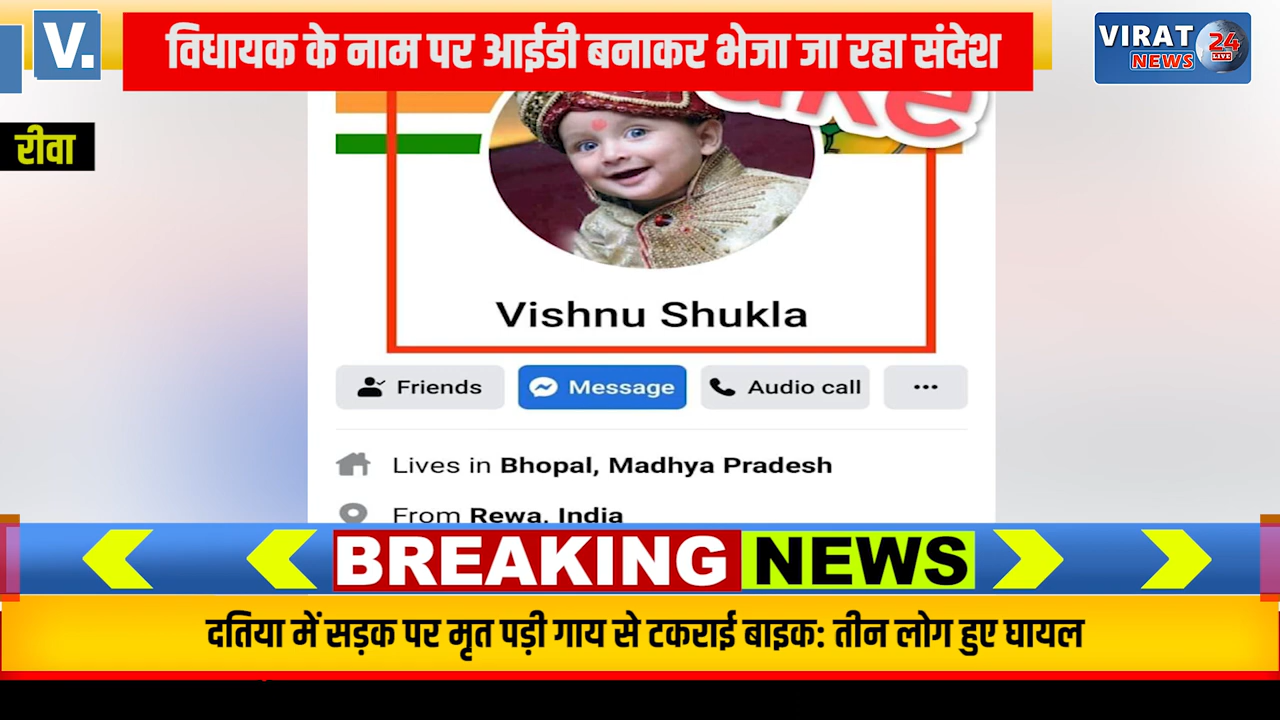 V.
विधायक के नाम पर आईडी बनाकर भेजा जा रहा संदेश
VIRAT
NEWS
24
LIVE
रीवा
Vishnu Shukla
Friends
Message
Audio call
Lives in Bhopal, Madhya Pradesh
From Rewa, India
BREAKING NEWS
दतिया में सड़क पर मृत पड़ी गाय से टकराई बाइक: तीन लोग हुए घायल